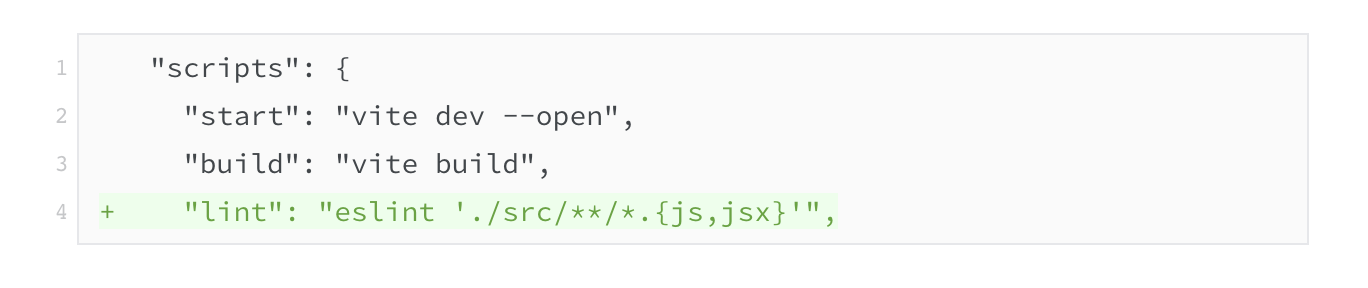 1 "scripts": {
2 "start": "vite dev --open",
3 "build": "vite build",
4 + "lint": "eslint './src/**/*.{js,jsx}'",